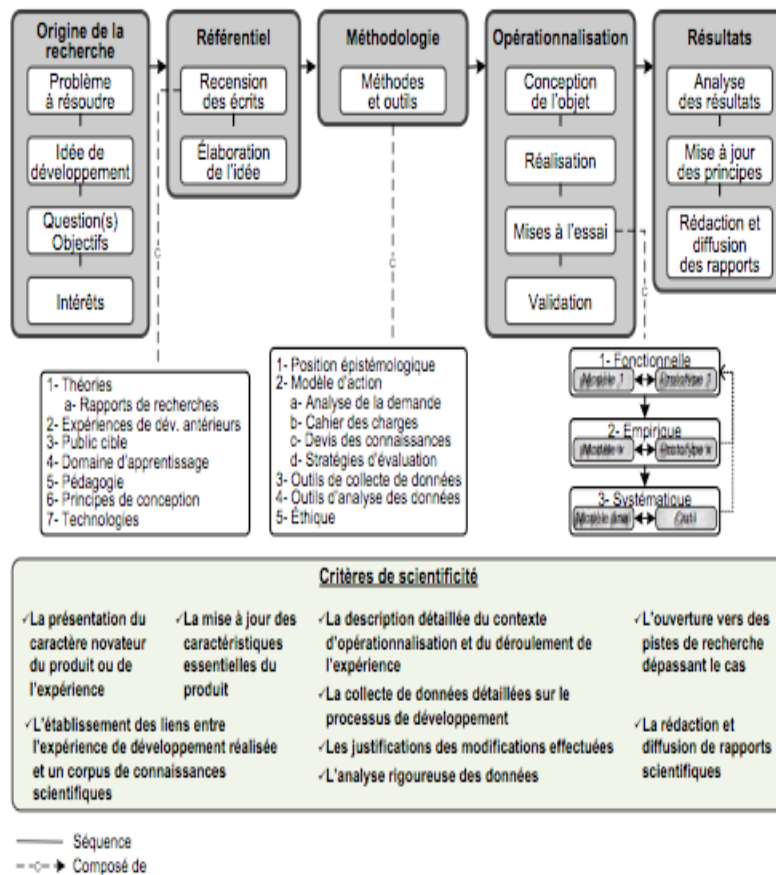 Origine de la
recherche
Problème
à résoudre
Idée de
développement
Question(s)
Objectifs
Intérêts
Référentiel
Recension
des écrits
Élaboration
de l'idée
Méthodologie
Méthodes
et outils
Opérationnalisation
Conception
de l'objet
Réalisation
Mises à l'essai
Validation
Résultats
Analyse
des résultats
Mise à jour
des principes
Rédaction et
diffusion
des rapports
c
c
c
1- Théories
a- Rapports de recherches
2- Expériences de dév. antérieurs
3- Public cible
4- Domaine d'apprentissage
5- Pédagogie
6- Principes de conception
7- Technologies
1- Position épistémologique
2- Modèle d'action
a- Analyse de la demande
b- Cahier des charges
c- Devis des connaissances
d- Stratégies d'évaluation
3- Outils de collecte de données
4- Outils d'analyse des données
5- Éthique
1- Fonctionnelle
Modèle 1
Prototype 1
2- Empirique
Modèle x
Prototype x
3- Systématique
Modèle final
Outil
Critères de scientificité
✓La présentation du
caractère novateur
du produit ou de
l'expérience
✓La mise à jour des
caractéristiques
essentielles du
produit
✓L'établissement des liens entre
l'expérience de développement réalisée
et un corpus de connaissances
scientifiques
✓La description détaillée du contexte
d'opérationnalisation et du déroulement de
l'expérience
✓La collecte de données détaillées sur le
processus de développement
✓Les justifications des modifications effectuées
✓L'analyse rigoureuse des données
✓L'ouverture vers des
pistes de recherche
dépassant le cas
✓La rédaction et
diffusion de rapports
scientifiques
Séquence
c
Composé de